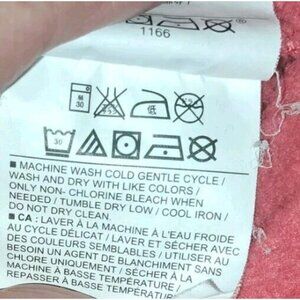 1166
30
30
■ MACHINE WASH COLD GENTLE CYCLE /
WASH AND DRY WITH LIKE COLORS /
ONLY NON- CHLORINE BLEACH WHEN
NEEDED / TUMBLE DRY LOW / COOL IRON /
DO NOT DRY CLEAN.
■ CA : LAVER À LA MACHINE À L'EAU FROIDE
AU CYCLE DÉLICAT / LAVER ET SÉCHER AVEC
DES COULEURS SEMBLABLES / UTILISER AU
BESOIN UN AGENT DE BLANCHIMENT SANS
CHLORE UNIQUEMENT / SÉCHER À LA
MACHINE À BASSE TEMPÉRATURE /
REPASSER À BASSE TEMPÉRATUR